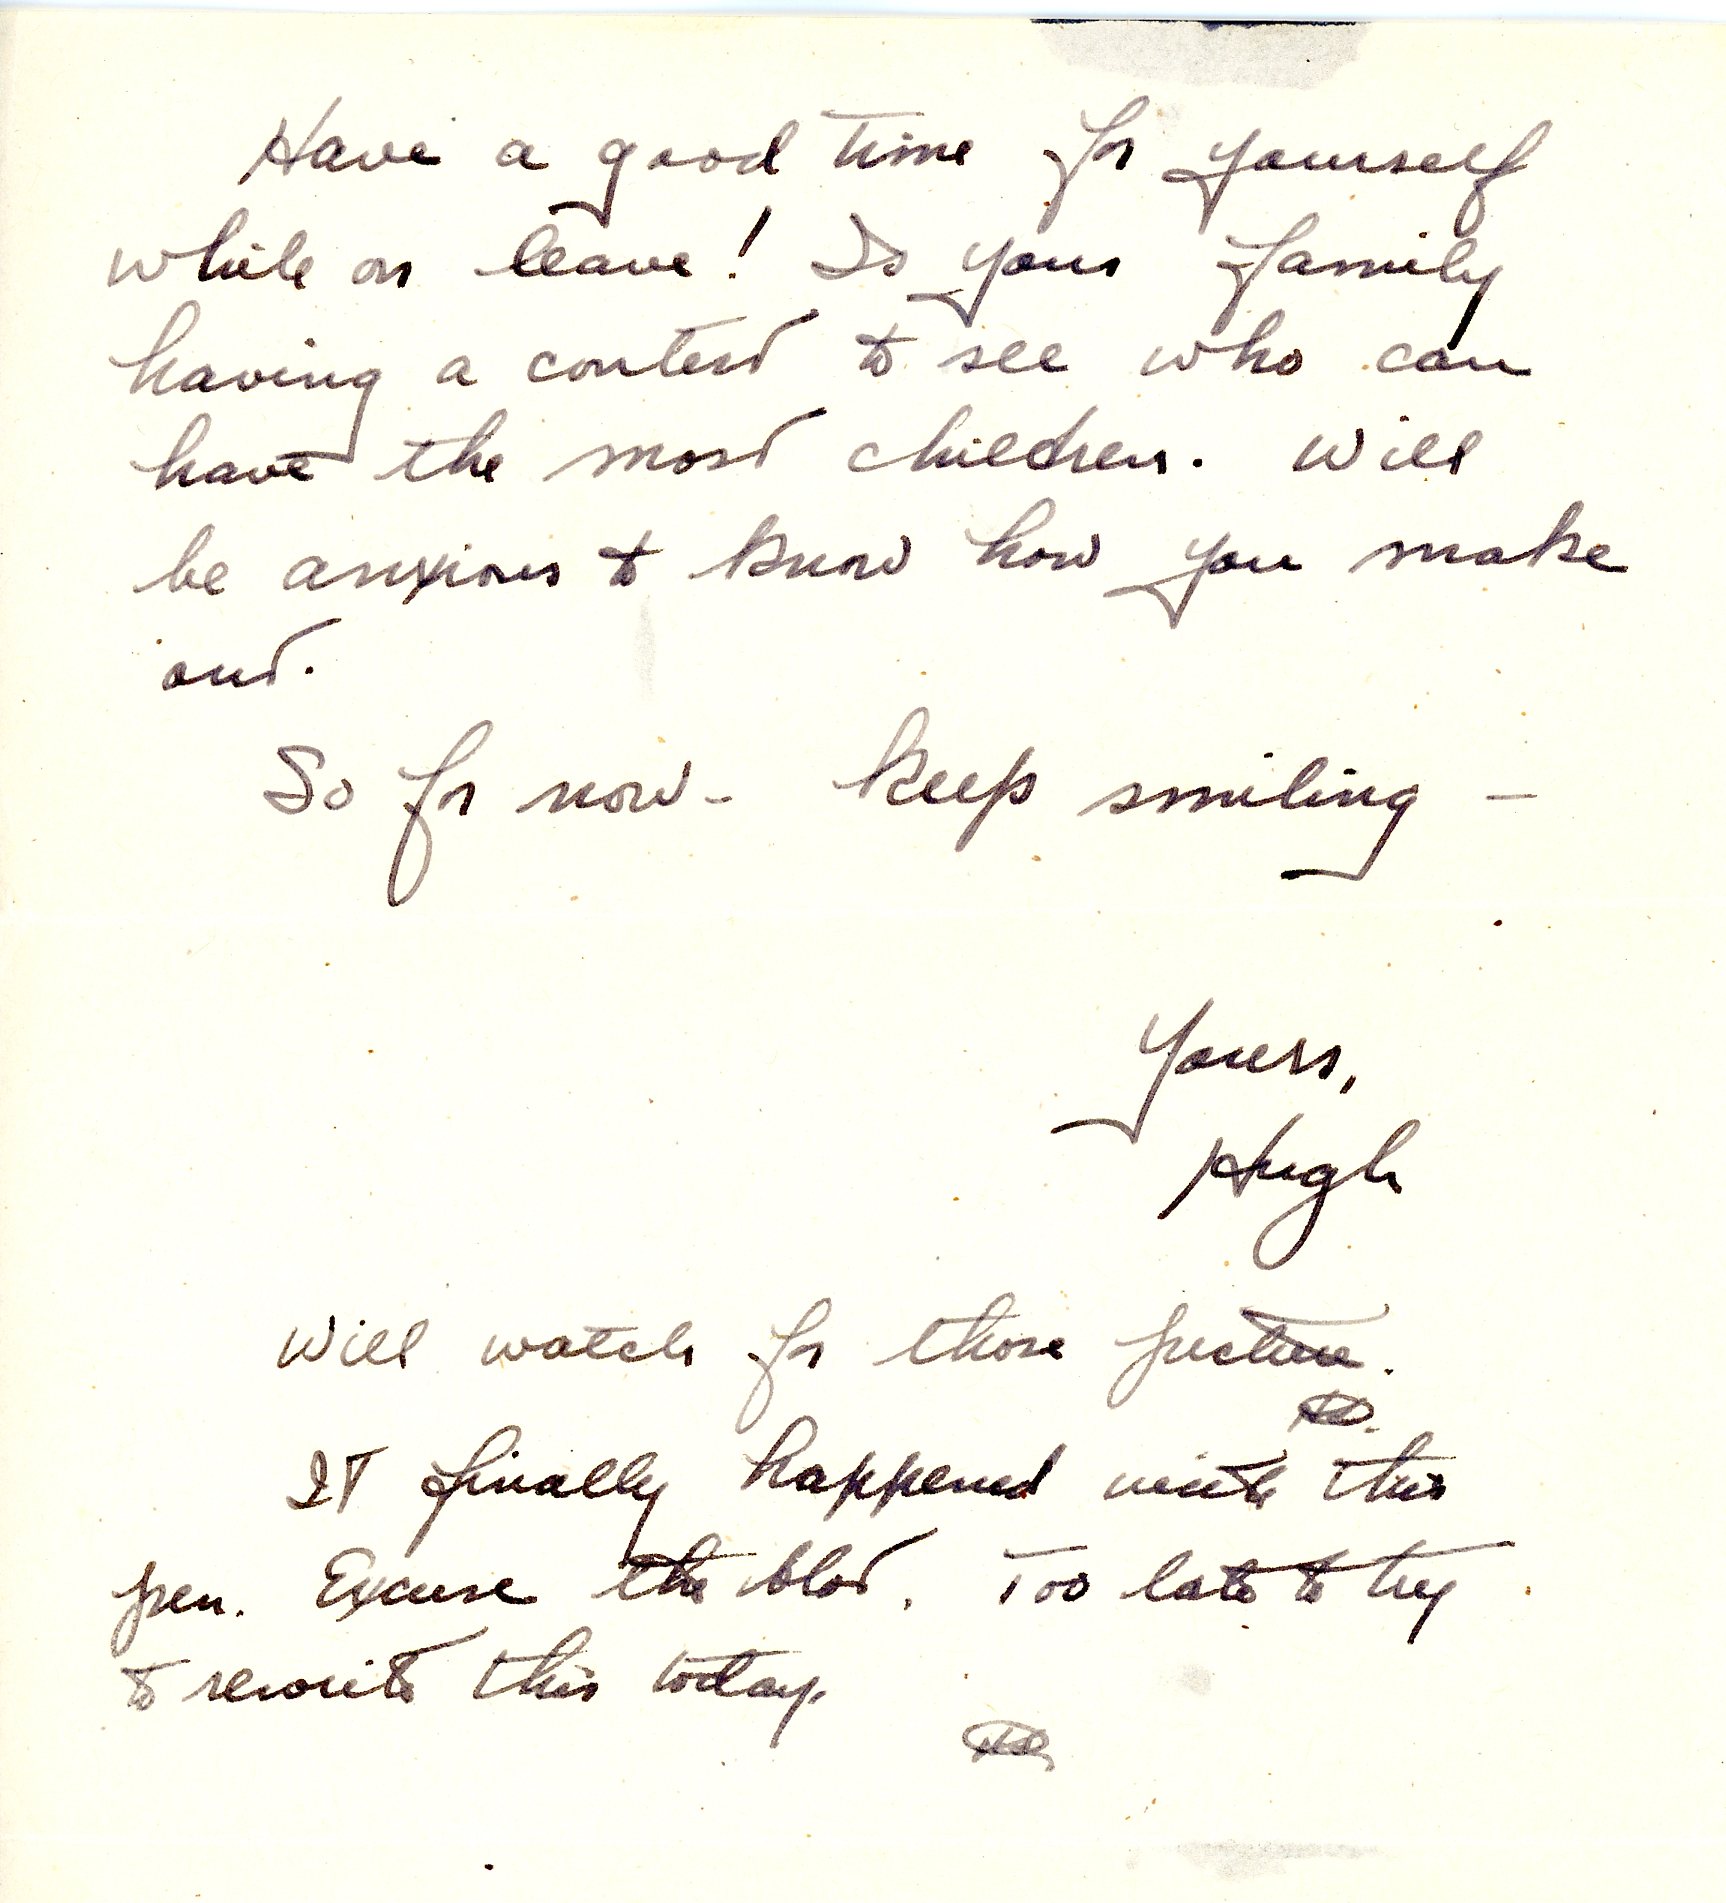 Have a good time for yourself
while on leave! Is your family
having a contest to see who can
have the most children. Will
be anxious to know how you make
out.
So for now - keep smiling -
Yours,
Hugh
Will watch for those picture.
It finally happened with this
pen. Excuse the blot. Too late to try
to rewrite this today.